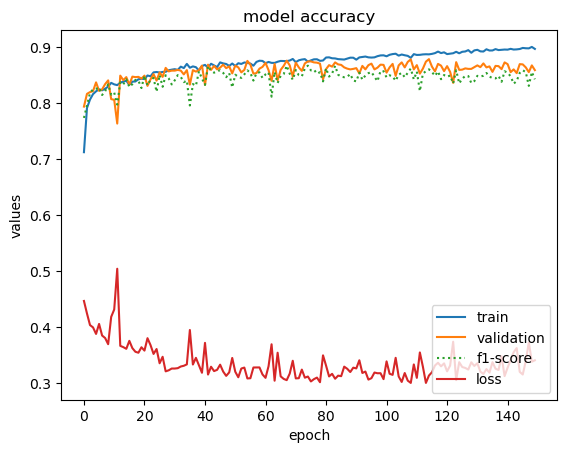 model accuracy
values
0.9
0.8
0.7
0.6
0.5
0.4
0.3
train
validation
f1-score
loss
0 20 40 60 80 100 120 140
epoch